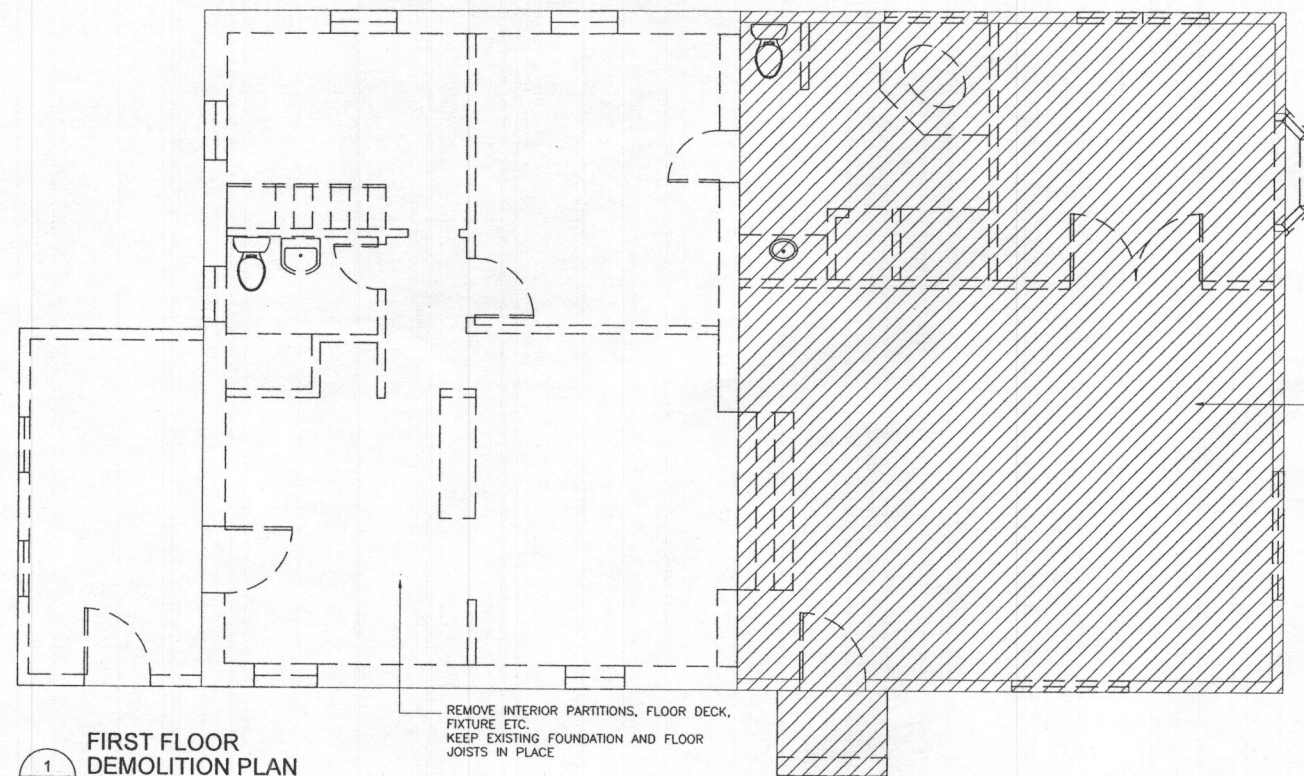 REMOVE INTERIOR PARTITIONS, FLOOR DECK,
FIXTURE ETC.
KEEP EXISTING FOUNDATION AND FLOOR
JOISTS IN PLACE
1
FIRST FLOOR
DEMOLITION PLAN